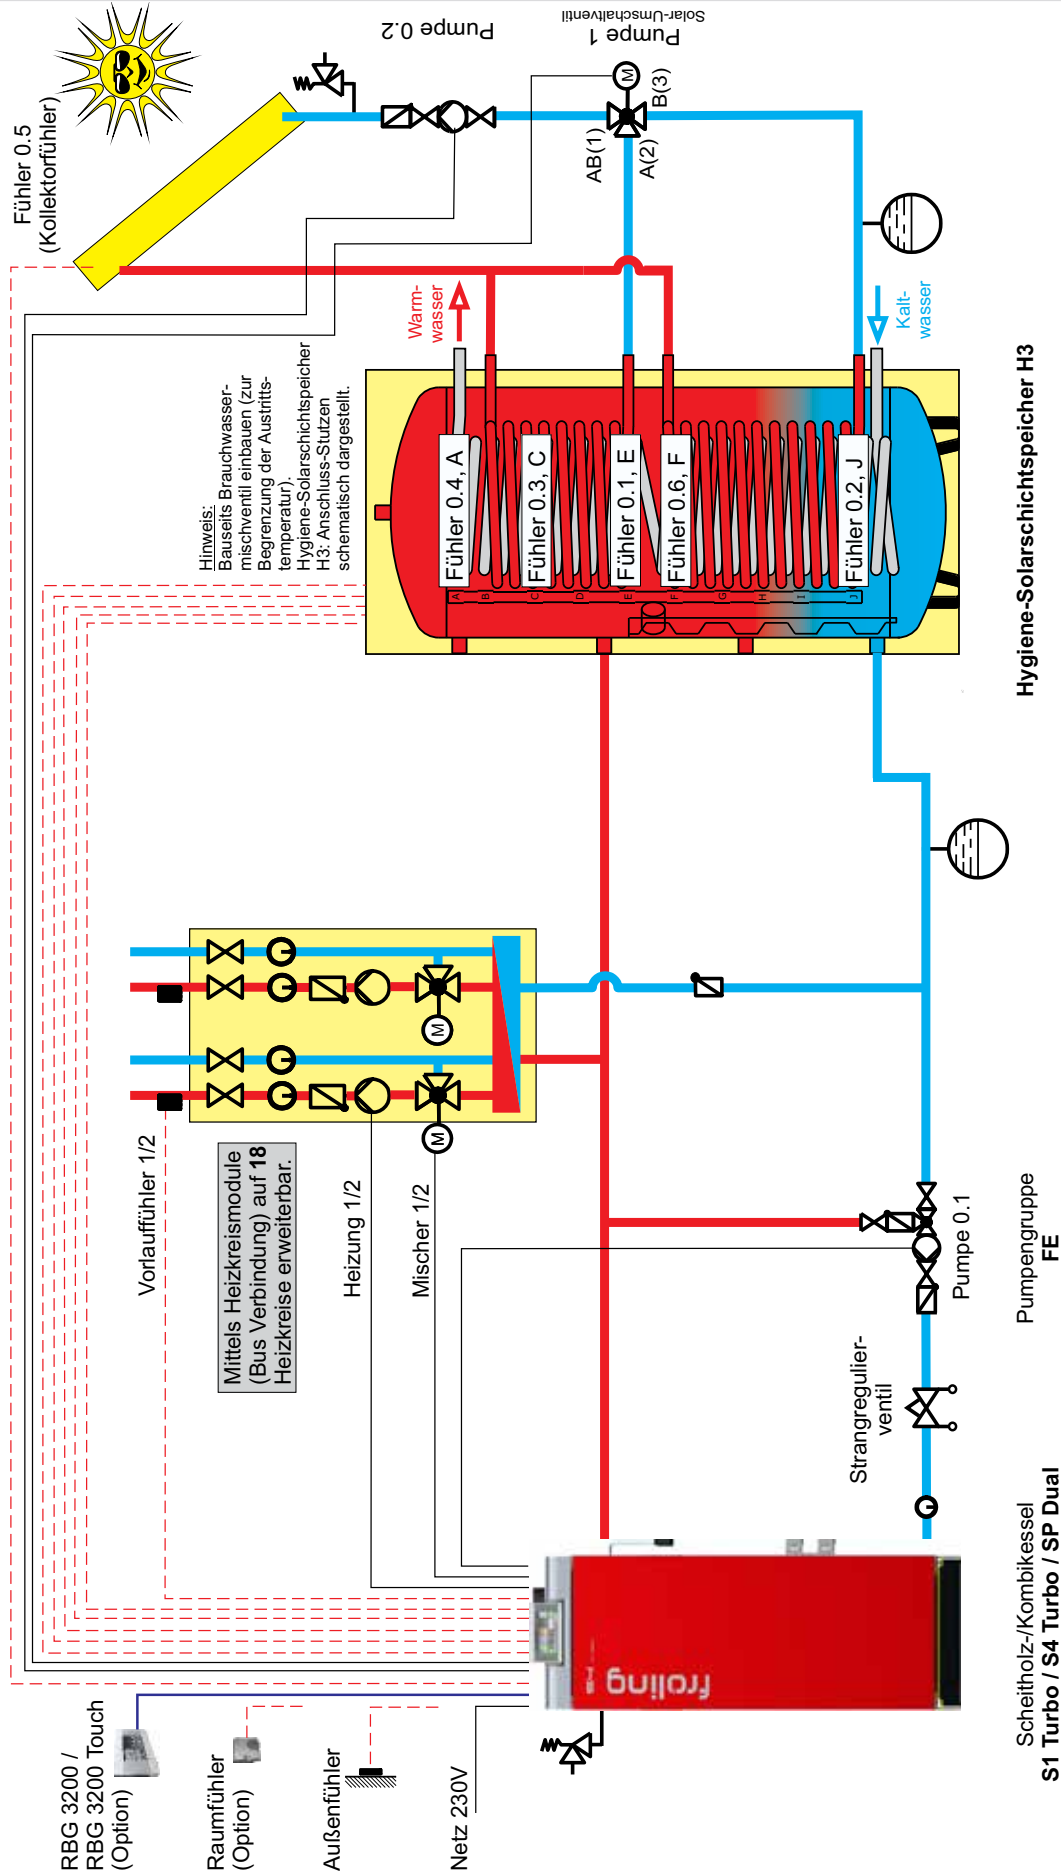 Fühler 0.5
(Kollektorfühler)
Pumpe 0.2
Pumpe 1
Solar-Umschaltventil
M
AB(1)
B(3)
A(2)
Warm-
wasser
Kalt-
wasser
Hinweis:
Bauseits Brauchwasser-
mischventil einbauen (zur
Begrenzung der Austritts-
temperatur).
Hygiene-Solarschichtspeicher
H3: Anschluss-Stutzen
schematisch dargestellt.
Fühler 0.4, A
Fühler 0.3, C
Fühler 0.1, E
Fühler 0.6, F
Fühler 0.2, J
A
B
C
D
E
F
G
H
I
J
Hygiene-Solarschichtspeicher H3
M
M
Vorlauffühler 1/2
Mittels Heizkreismodule
(Bus Verbindung) auf 18
Heizkreise erweiterbar.
Heizung 1/2
Mischer 1/2
Pumpe 0.1
Pumpengruppe
FE
Strangregulier-
ventil
froling
Scheitholz-/Kombikessel
S1 Turbo / S4 Turbo / SP Dual
RBG 3200 /
RBG 3200 Touch
(Option)
Raumfühler
(Option)
Außenfühler
Netz 230V